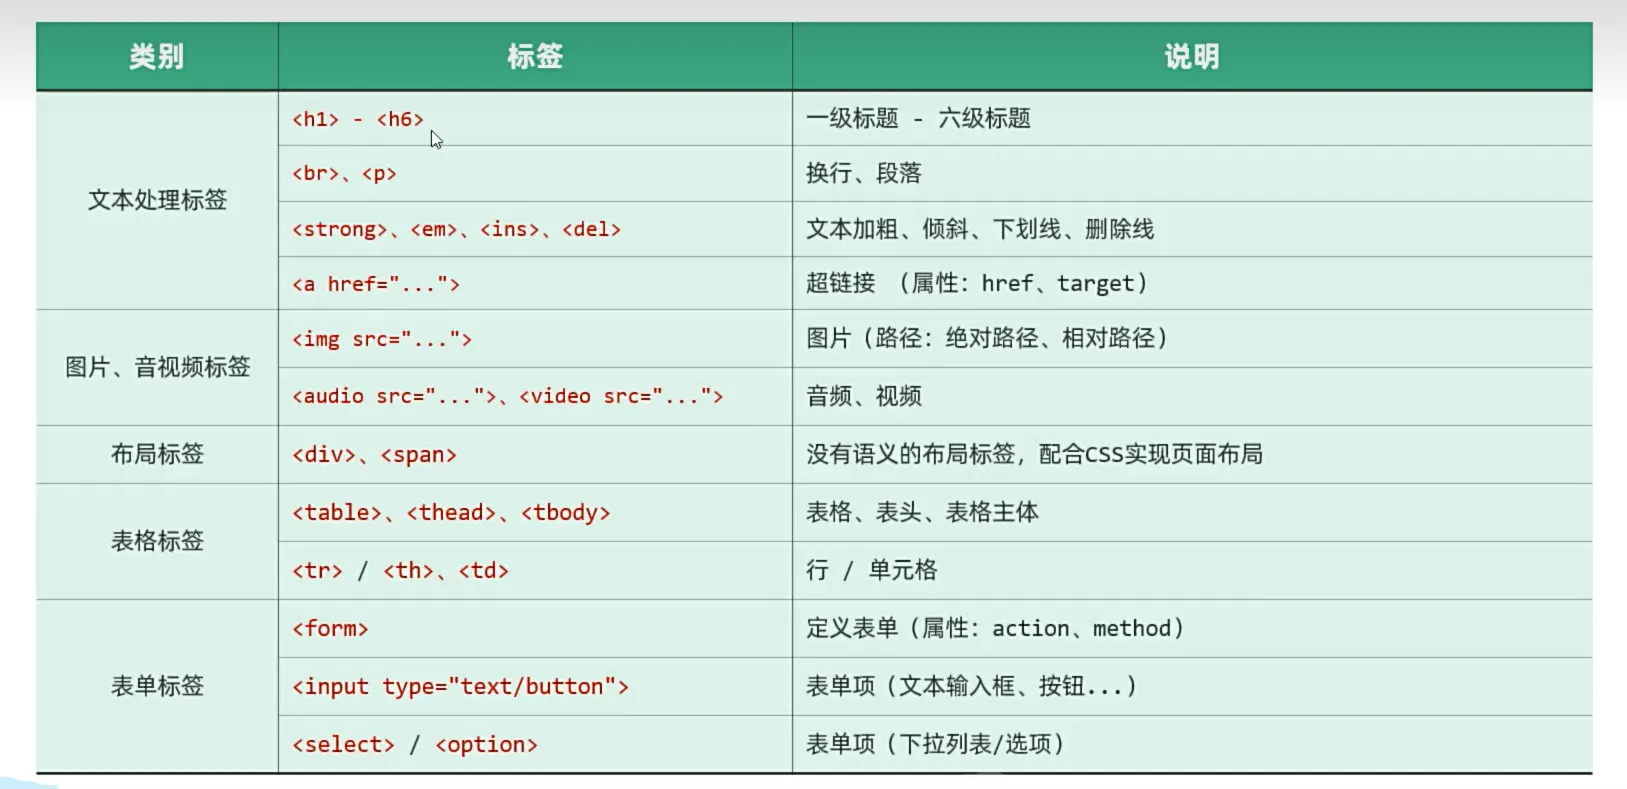 类别 标签 说明
文本处理标签
<h1> - <h6> 一级标题 - 六级标题
<br>、<p> 换行、段落
<strong>、<em>、<ins>、<del> 文本加粗、倾斜、下划线、删除线
<a href="..."> 超链接 （属性：href、target）
图片、音视频标签
<img src="..."> 图片（路径：绝对路径、相对路径）
<audio src="...">、<video src="..."> 音频、视频
布局标签 <div>、<span> 没有语义的布局标签，配合CSS实现页面布局
表格标签
<table>、<thead>、<tbody> 表格、表头、表格主体
<tr> / <th>、<td> 行 / 单元格
表单标签
<form> 定义表单（属性：action、method）
<input type="text/button"> 表单项（文本输入框、按钮...）
<select> / <option> 表单项（下拉列表/选项）